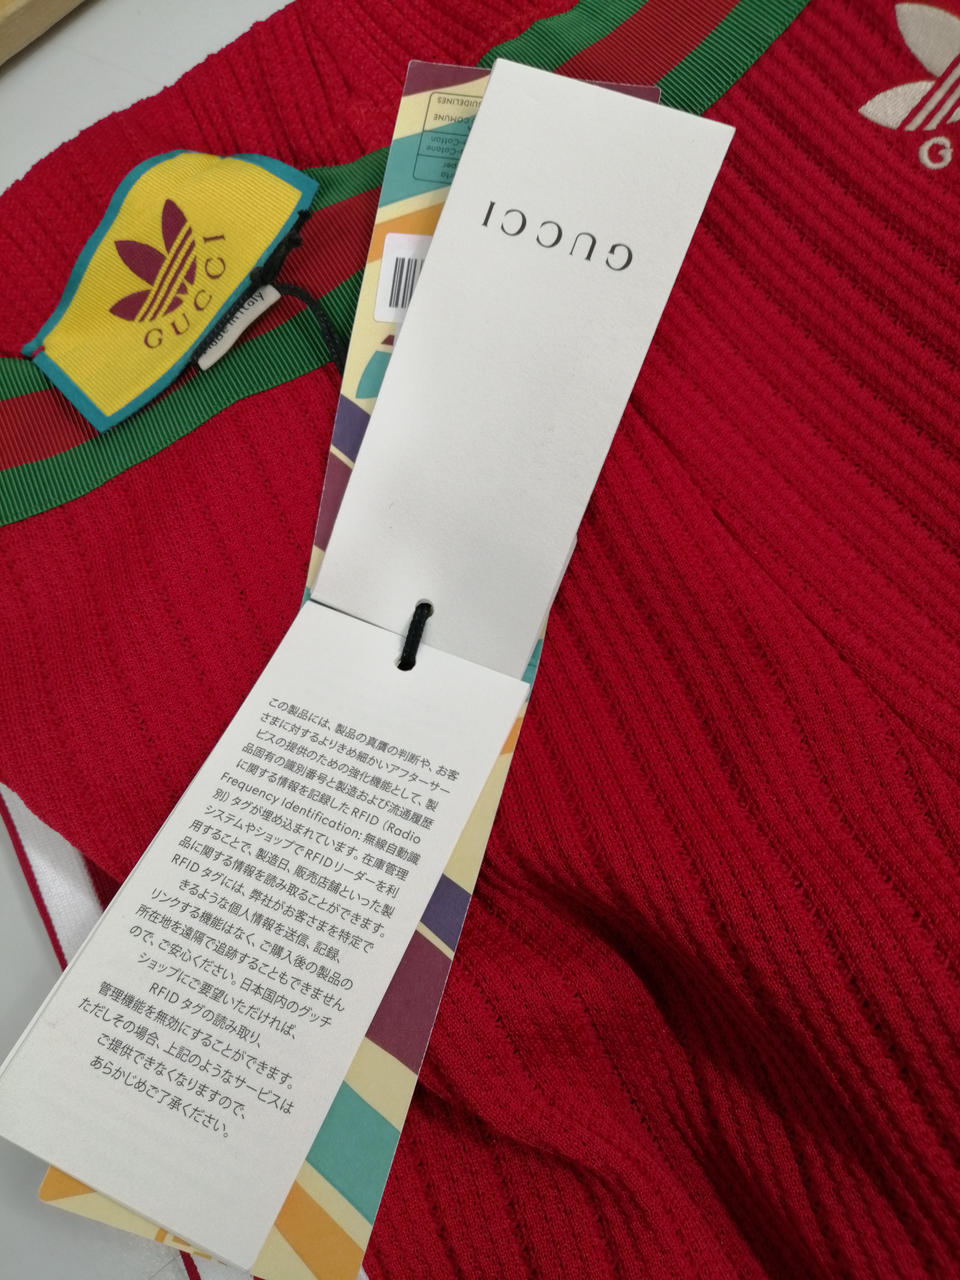 GUIDELINES
COMUNE
GUCCI
G
GUCCI
Made in Italy
この製品には、製品の真贋の判断や、お客
さまに対するよりきめ細かいアフターサー
ビスの提供のための強化機能として、製
品固有の識別番号と製造および流通履歴
に関する情報を記録したRFID（Radio
Frequency Identification: 無線自動識
別）タグが埋め込まれています。在庫管理
システムやショップでRFIDリーダーを利
用することで、製造日、販売店舗といった製
品に関する情報を読み取ることができます。
RFIDタグには、弊社がお客さまを特定で
きるような個人情報を送信、記録、
リンクする機能はなく、ご購入後の製品の
所在地を遠隔で追跡することもできません
ので、ご安心ください。日本国内のグッチ
ショップにご要望いただければ、
RFIDタグの読み取り、
管理機能を無効にすることができます。
ただしその場合、上記のようなサービスは
ご提供できなくなりますので、
あらかじめご了承ください。